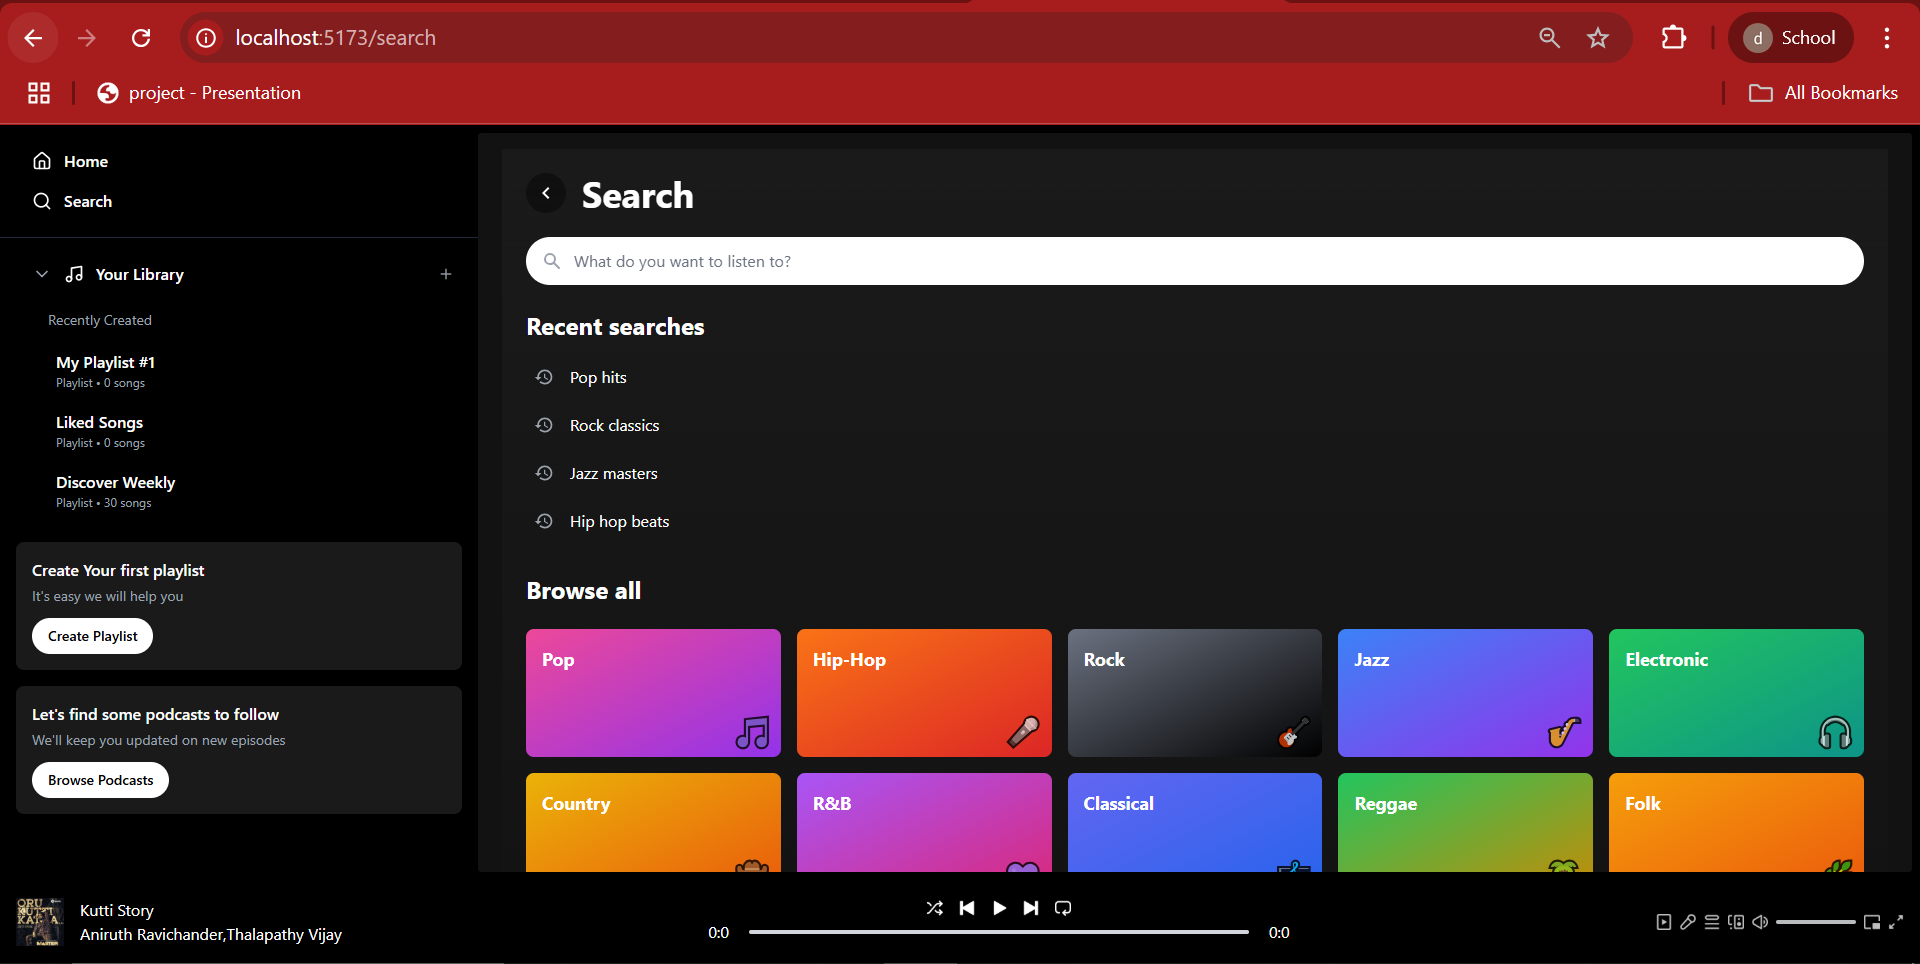 localhost:5173/search
d School
project - Presentation
All Bookmarks
Home
Search
Your Library
Recently Created
My Playlist #1
Playlist • 0 songs
Liked Songs
Playlist • 0 songs
Discover Weekly
Playlist • 30 songs
Create Your first playlist
It's easy we will help you
Create Playlist
Let's find some podcasts to follow
We'll keep you updated on new episodes
Browse Podcasts
Search
What do you want to listen to?
Recent searches
Pop hits
Rock classics
Jazz masters
Hip hop beats
Browse all
Pop
Hip-Hop
Rock
Jazz
Electronic
Country
R&B
Classical
Reggae
Folk
ORU
KUTTI
KATHA
MASTER
Kutti Story
Aniruth Ravichander,Thalapathy Vijay
0:0
0:0